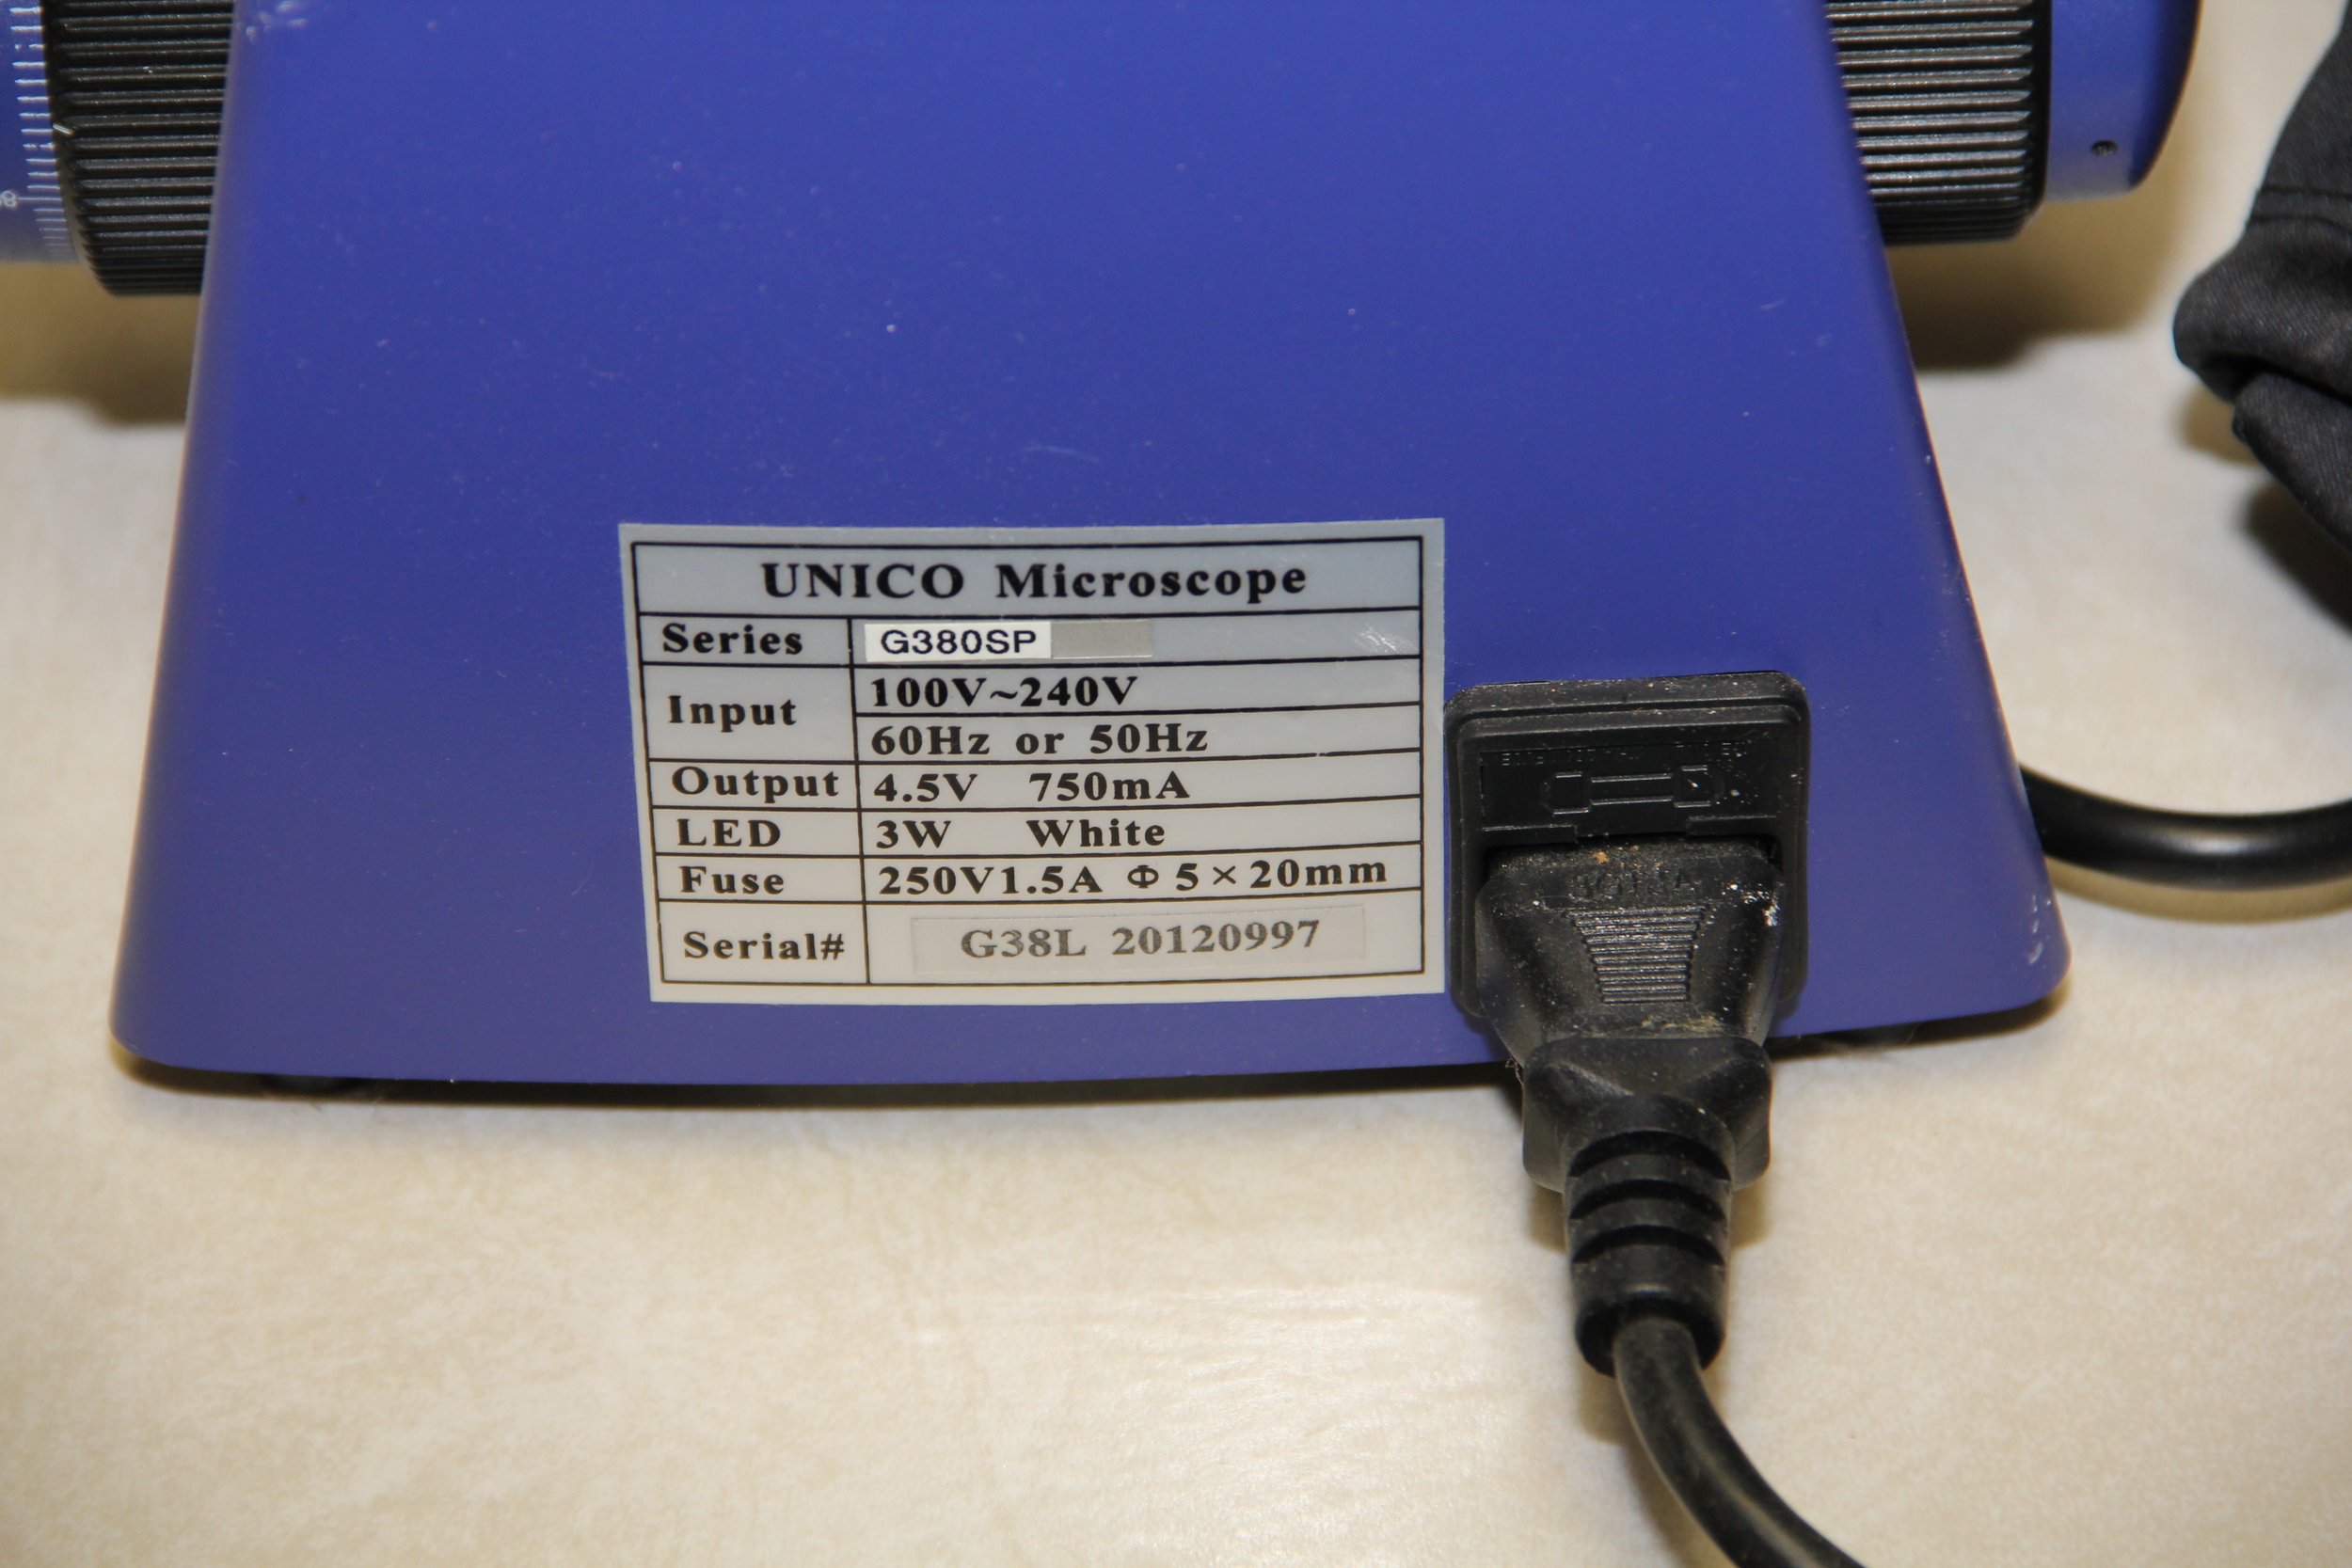 UNICO Microscope
Series G380SP
Input 100V~240V
60Hz or 50Hz
Output 4.5V 750mA
LED 3W White
Fuse 250V1.5A Φ5×20mm
Serial# G38L 20120997